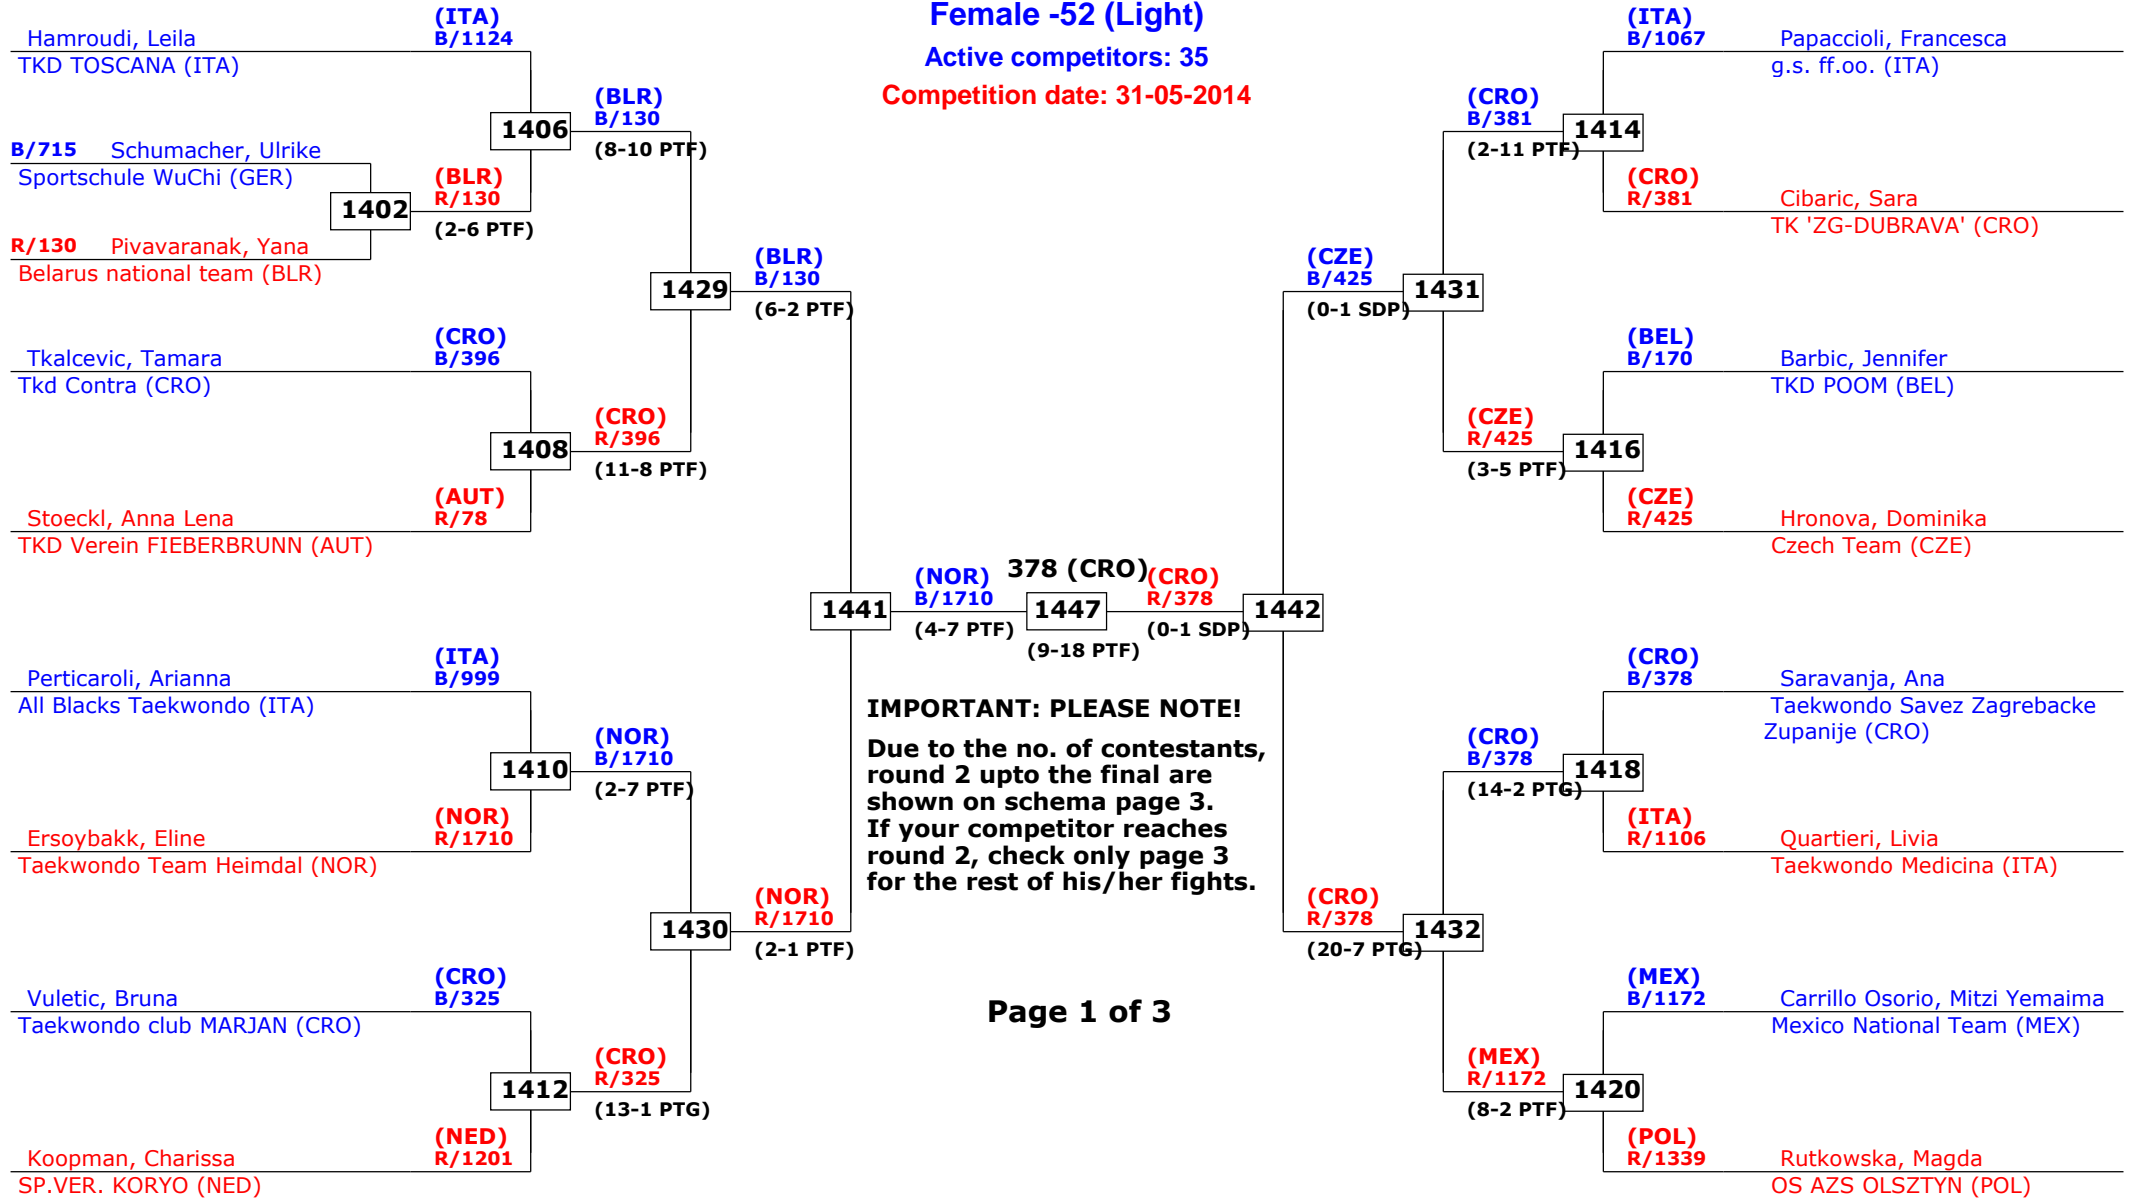 Female -52 (Light)
Active competitors: 35
Competition date: 31-05-2014
Hamroudi, Leila
TKD TOSCANA (ITA)
(ITA)
B/1124
B/715 Schumacher, Ulrike
Sportschule WuChi (GER)
R/130 Pivavaranak, Yana
Belarus national team (BLR)
1402
(BLR)
R/130
(2-6 PTF)
1406
(BLR)
B/130
(8-10 PTF)
Tkalcevic, Tamara
Tkd Contra (CRO)
(CRO)
B/396
Stoeckl, Anna Lena
TKD Verein FIEBERBRUNN (AUT)
(AUT)
R/78
1408
(CRO)
R/396
(11-8 PTF)
1429
(BLR)
B/130
(6-2 PTF)
Perticaroli, Arianna
All Blacks Taekwondo (ITA)
(ITA)
B/999
Ersoybakk, Eline
Taekwondo Team Heimdal (NOR)
(NOR)
R/1710
1410
(NOR)
B/1710
(2-7 PTF)
Vuletic, Bruna
Taekwondo club MARJAN (CRO)
(CRO)
B/325
Koopman, Charissa
SP.VER. KORYO (NED)
(NED)
R/1201
1412
(CRO)
R/325
(13-1 PTG)
1430
(NOR)
R/1710
(2-1 PTF)
1441
(NOR)
B/1710
(4-7 PTF)
378 (CRO)
1447
(9-18 PTF)
(CRO)
R/378
(0-1 SDP)
1442
IMPORTANT: PLEASE NOTE!
Due to the no. of contestants,
round 2 upto the final are
shown on schema page 3.
If your competitor reaches
round 2, check only page 3
for the rest of his/her fights.
Page 1 of 3
(CZE)
B/425
(0-1 SDP)
1431
(CRO)
B/381
(2-11 PTF)
1414
(ITA)
B/1067
Papaccioli, Francesca
g.s. ff.oo. (ITA)
(CRO)
R/381
Cibaric, Sara
TK 'ZG-DUBRAVA' (CRO)
(CZE)
R/425
(3-5 PTF)
1416
(BEL)
B/170
Barbic, Jennifer
TKD POOM (BEL)
(CZE)
R/425
Hronova, Dominika
Czech Team (CZE)
(CRO)
R/378
(20-7 PTG)
1432
(CRO)
B/378
(14-2 PTG)
1418
(CRO)
B/378
Saravanja, Ana
Taekwondo Savez Zagrebacke
Zupanije (CRO)
(ITA)
R/1106
Quartieri, Livia
Taekwondo Medicina (ITA)
(MEX)
R/1172
(8-2 PTF)
1420
(MEX)
B/1172
Carrillo Osorio, Mitzi Yemaima
Mexico National Team (MEX)
(POL)
R/1339
Rutkowska, Magda
OS AZS OLSZTYN (POL)